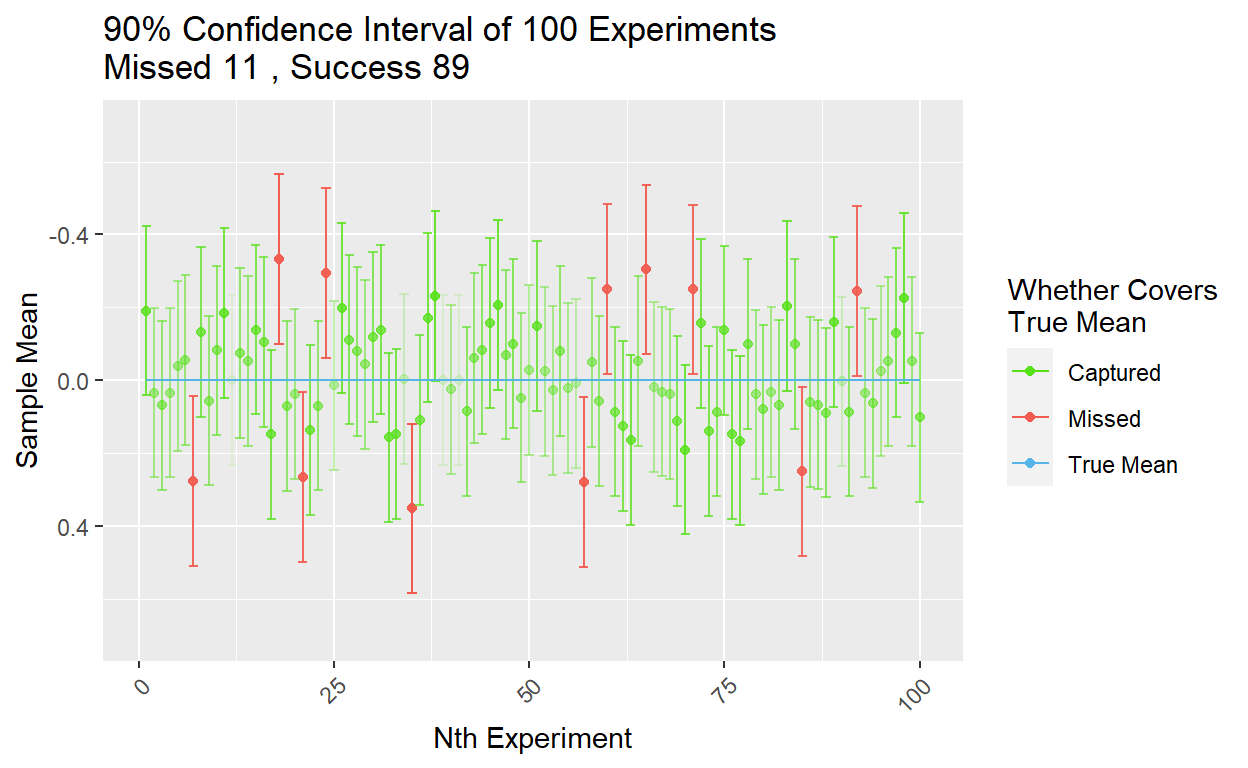 90% Confidence Interval of 100 Experiments
Missed 11 , Success 89
Sample Mean
-0.4
0.0
0.4
0
25
50
75
100
Nth Experiment
Whether Covers
True Mean
Captured
Missed
True Mean